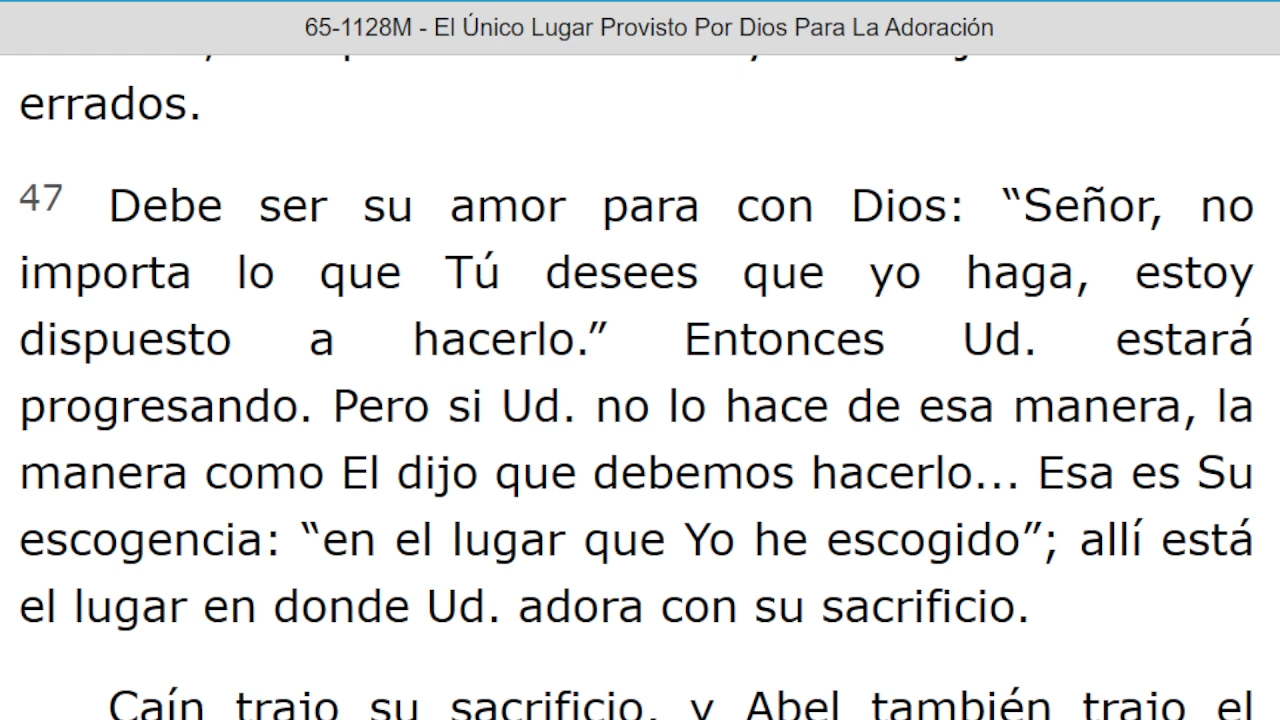 65-1128M - El Único Lugar Provisto Por Dios Para La Adoración
errados.
47 Debe ser su amor para con Dios: “Señor, no
importa lo que Tú desees que yo haga, estoy
dispuesto a hacerlo.” Entonces Ud. estará
progresando. Pero si Ud. no lo hace de esa manera, la
manera como El dijo que debemos hacerlo... Esa es Su
escogencia: “en el lugar que Yo he escogido”; allí está
el lugar en donde Ud. adora con su sacrificio.
Caín trajo su sacrificio, y Abel también trajo el